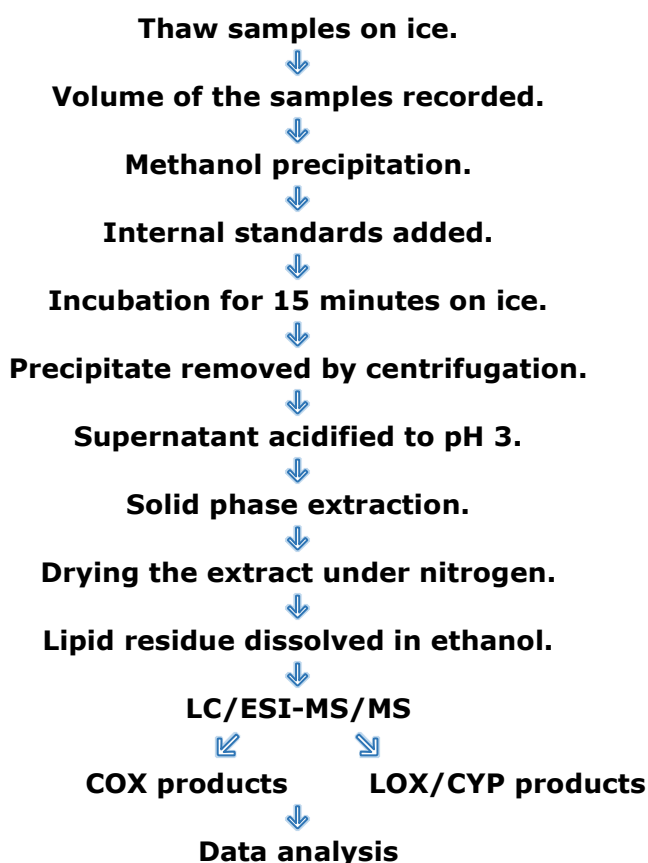 Thaw samples on ice.
Volume of the samples recorded.
Methanol precipitation.
Internal standards added.
Incubation for 15 minutes on ice.
Precipitate removed by centrifugation.
Supernatant acidified to pH 3.
Solid phase extraction.
Drying the extract under nitrogen.
Lipid residue dissolved in ethanol.
LC/ESI-MS/MS
COX products LOX/CYP products
Data analysis